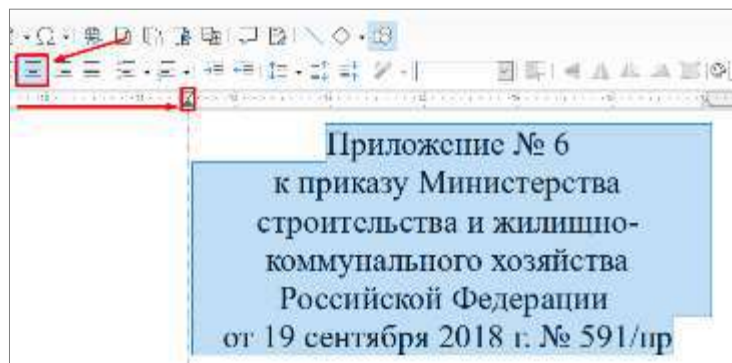 Приложение № 6
к приказу Министерства
строительства и жилищно-
коммунального хозяйства
Российской Федерации
от 19 сентября 2018 г. № 591/пр